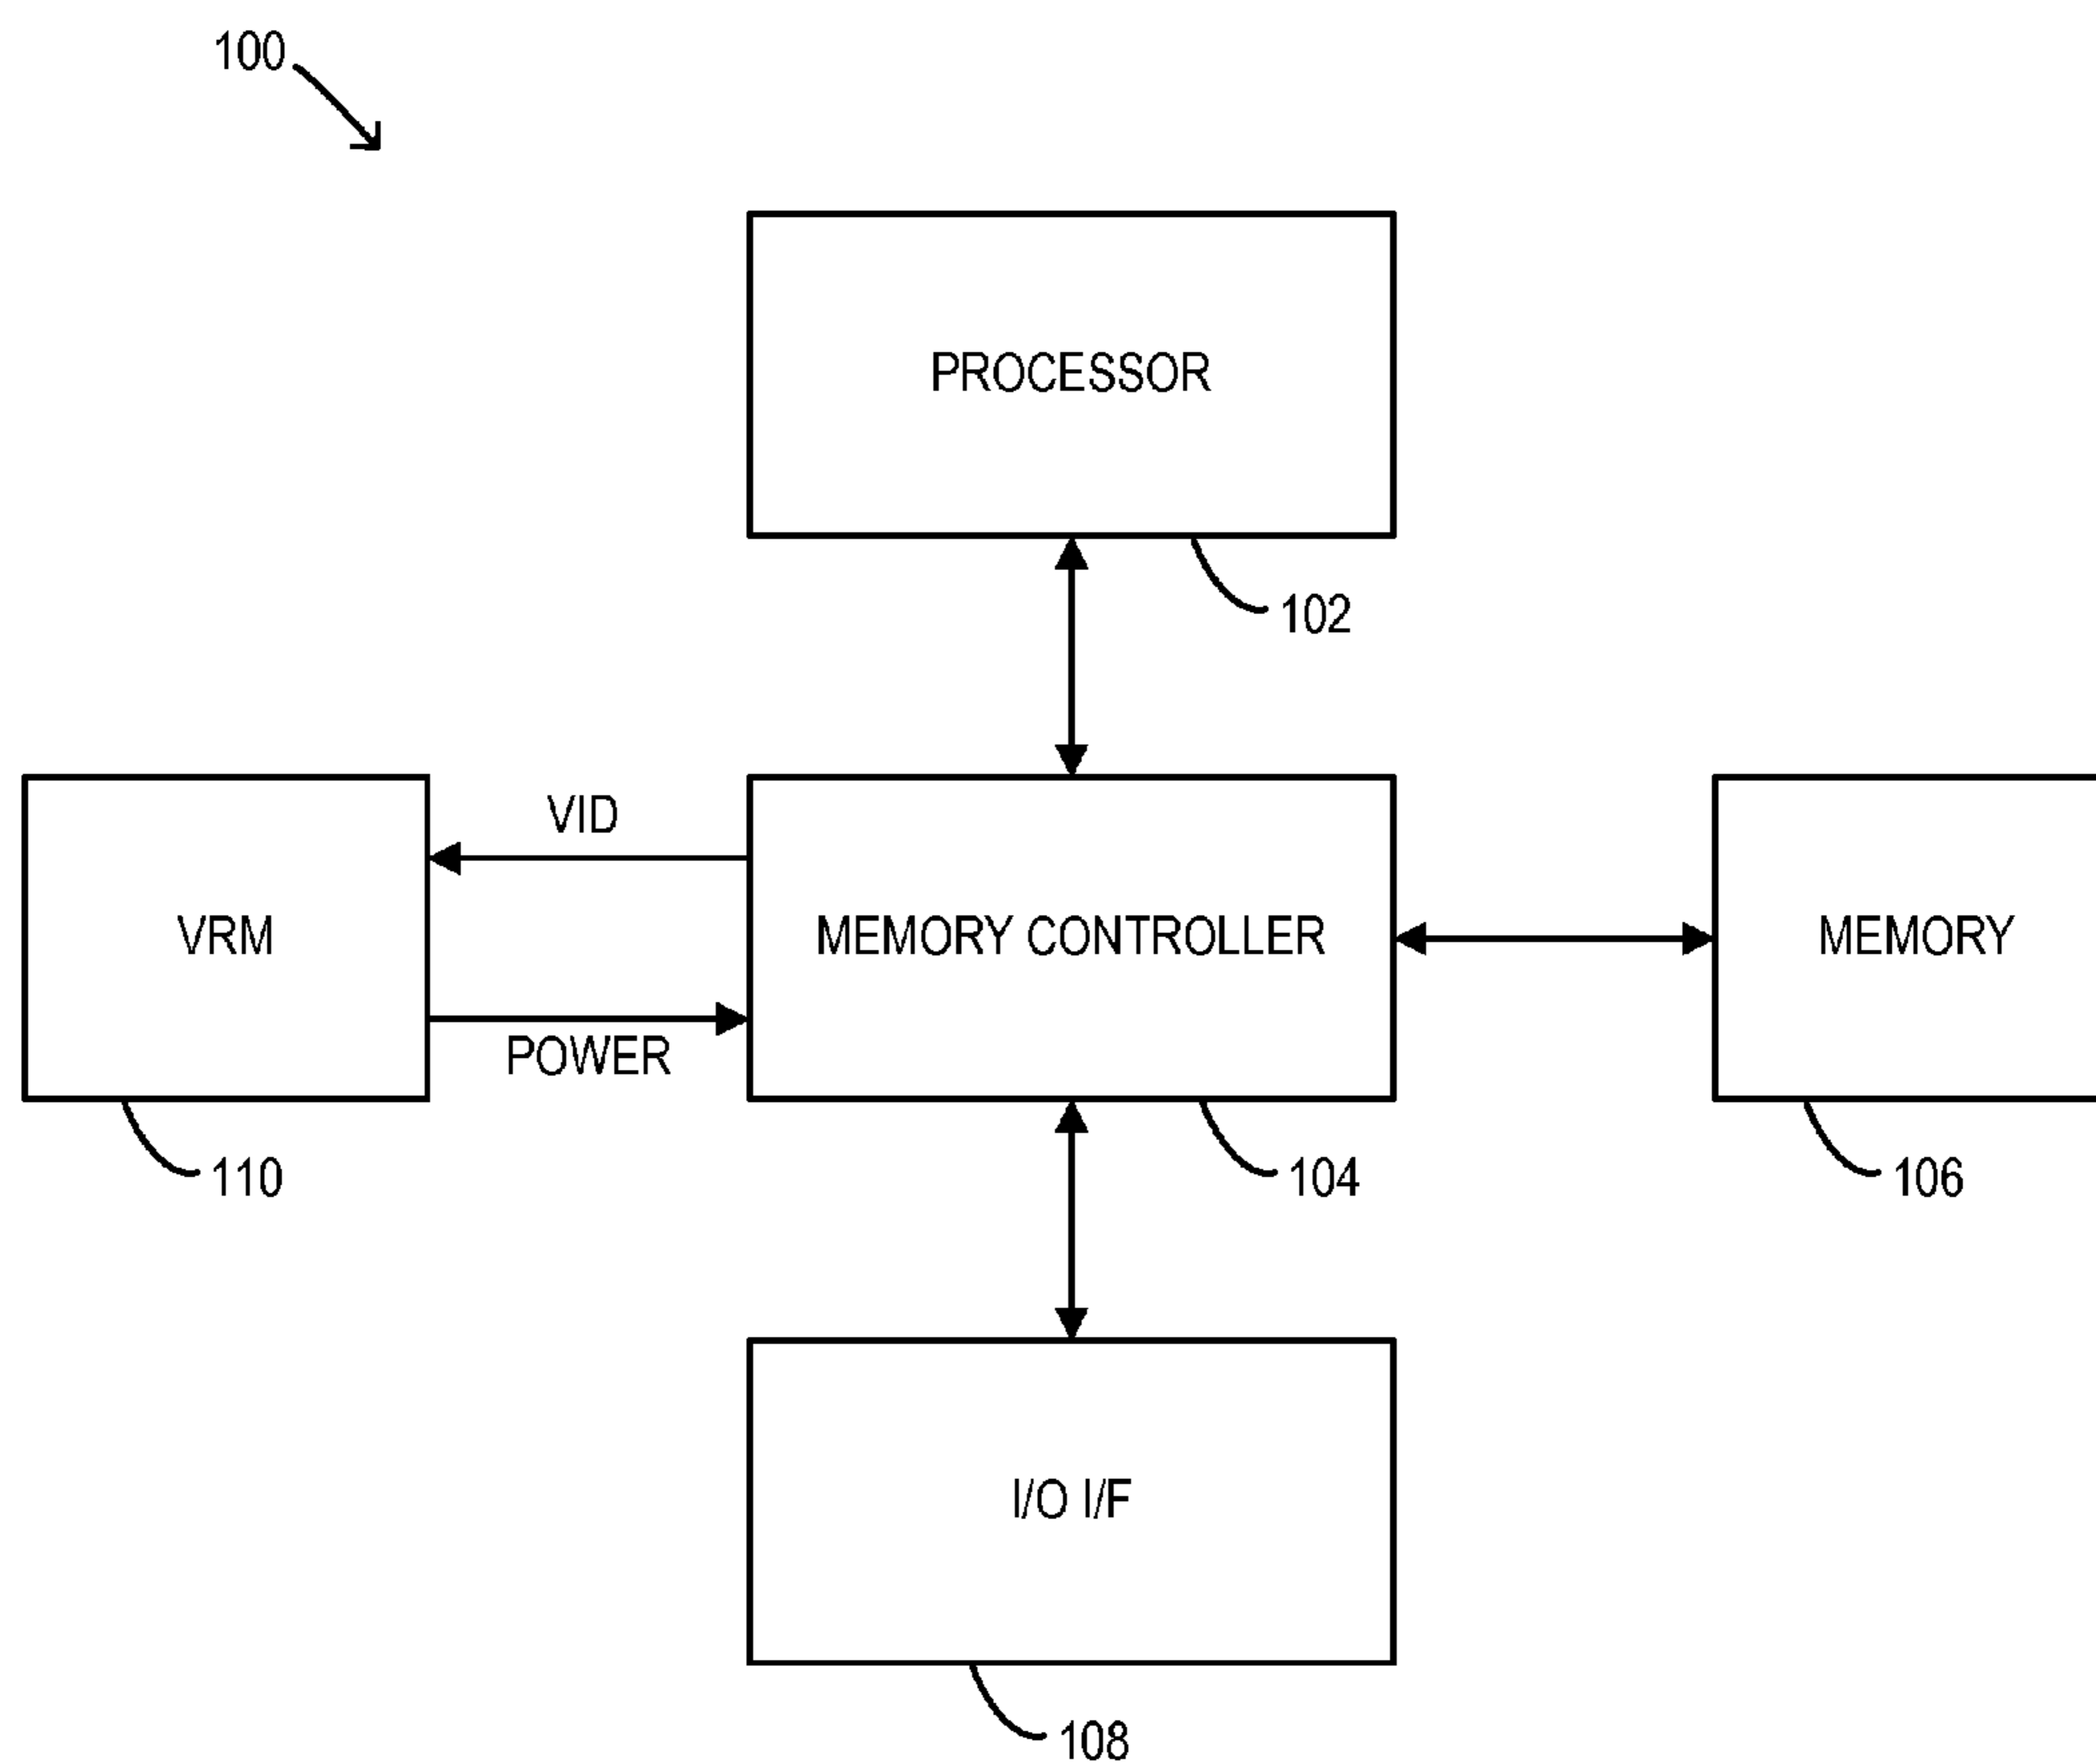 100
PROCESSOR
102
VID
VRM
MEMORY CONTROLLER
MEMORY
POWER
110
104
106
I/O I/F
108